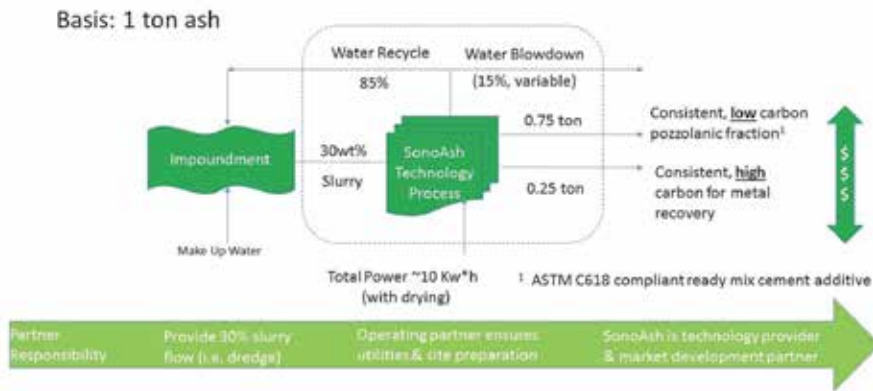 Basis: 1 ton ash
Water Recycle
Water Blowdown
85%
(15%, variable)
0.75 ton
Consistent, low carbon
pozzolanic fraction¹
Impoundment
30wt%
Slurry
SonoAsh
Technology
Process
0.25 ton
Consistent, high
carbon for metal
recovery
$
$
$
Make Up Water
Total Power ~10 Kw*h
(with drying)
¹ ASTM C618 compliant ready mix cement additive
Partner
Responsibility
Provide 30% slurry
flow (i.e. dredge)
Operating partner ensures
utilities & site preparation
SonoAsh is technology provider
& market development partner